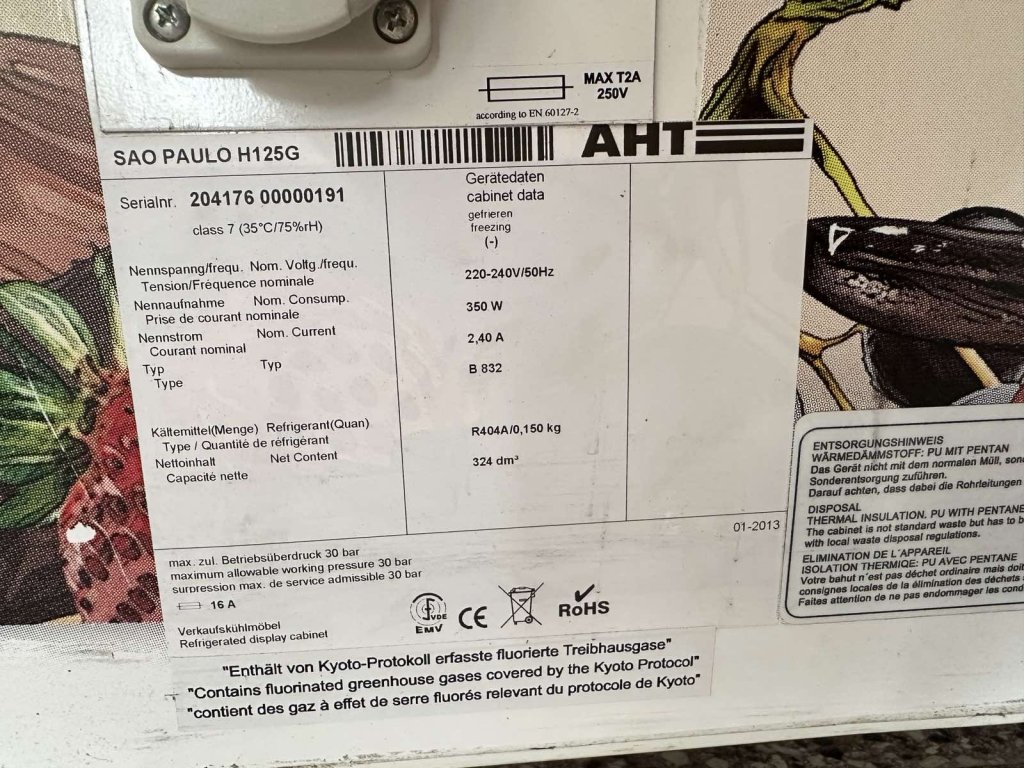 MAX T2A
250V
according to EN 60127-2
SAO PAULO H125G
AHT
Serialnr. 204176 00000191
class 7 (35°C/75%rH)
Gerätedaten
cabinet data
gefrieren
freezing
(-)
Nennspanng/frequ. Nom. Voltg./frequ.
Tension/Fréquence nominale
220-240V/50Hz
Nennaufnahme Nom. Consump.
Prise de courant nominale
350 W
Nennstrom Nom. Current
Courant nominal
2,40 A
Typ Typ
Type
B 832
Kältemittel(Menge) Refrigerant(Quan)
Type / Quantité de réfrigérant
R404A/0,150 kg
Nettoinhalt Net Content
Capacité nette
324 dm³
01-2013
max. zul. Betriebsüberdruck 30 bar
maximum allowable working pressure 30 bar
surpression max. de service admissible 30 bar
16 A
Verkaufskühlmöbel
Refrigerated display cabinet
VDE
EMV
CE
RoHS
"Enthält von Kyoto-Protokoll erfasste fluorierte Treibhausgase"
"Contains fluorinated greenhouse gases covered by the Kyoto Protocol"
"contient des gaz à effet de serre fluorés relevant du protocole de Kyoto"
ENTSORGUNGSHINWEIS
WÄRMEDÄMMSTOFF: PU MIT PENTAN
Das Gerät nicht mit dem normalen Müll,
Sonderentsorgung zuführen.
Darauf achten, dass dabei die Rohrleitungen
DISPOSAL
THERMAL INSULATION. PU WITH PENTANE
The cabinet is not standard waste but has to
with local waste disposal regulations.
ELIMINATION DE L´APPAREIL
ISOLATION THERMIQE: PU AVEC PENTANE
Votre bahut n´est pas déchet ordinaire mais doit
consignes locales de la élimination des déchets
Faites attention de ne pas endommager les